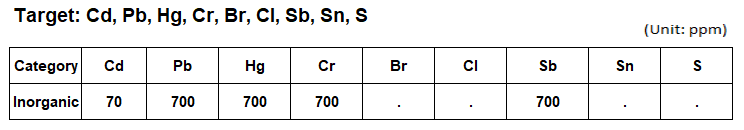 Target: Cd, Pb, Hg, Cr, Br, Cl, Sb, Sn, S
(Unit: ppm)
Category Cd Pb Hg Cr Br Cl Sb Sn S
Inorganic 70 700 700 700 . . 700 . .